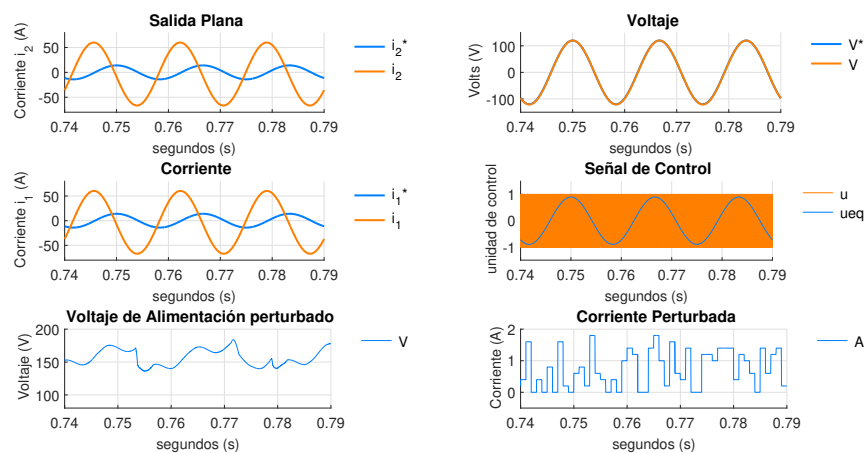 Salida Plana
Corriente i2 (A)
50
0
-50
0.74 0.75 0.76 0.77 0.78 0.79
segundos (s)
i2*
i2
Voltaje
Volts (V)
100
0
-100
0.74 0.75 0.76 0.77 0.78 0.79
segundos (s)
V*
V
Corriente
Corriente i1 (A)
50
0
-50
0.74 0.75 0.76 0.77 0.78 0.79
segundos (s)
i1*
i1
Señal de Control
unidad de control
1
0
-1
0.74 0.75 0.76 0.77 0.78 0.79
segundos (s)
u
ueq
Voltaje de Alimentación perturbado
Voltaje (V)
200
150
100
0.74 0.75 0.76 0.77 0.78 0.79
segundos (s)
V
Corriente Perturbada
Corriente (A)
2
1
0
0.74 0.75 0.76 0.77 0.78 0.79
segundos (s)
A